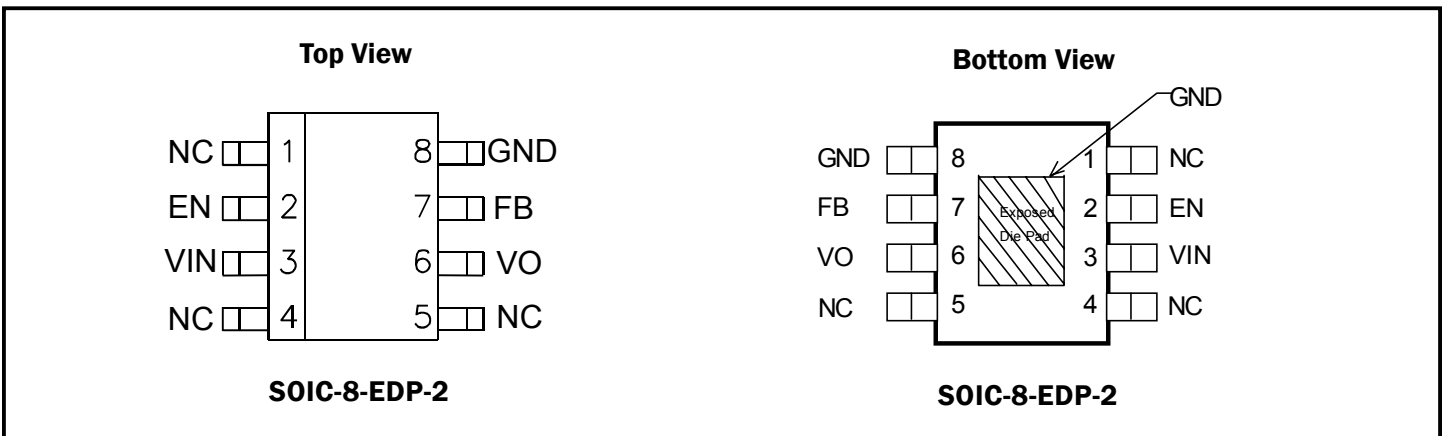 Top View
NC 1 8 GND
EN 2 7 FB
VIN 3 6 VO
NC 4 5 NC
SOIC-8-EDP-2
Bottom View
GND
GND 8 1 NC
FB 7 2 EN
Exposed
Die Pad
VO 6 3 VIN
NC 5 4 NC
SOIC-8-EDP-2